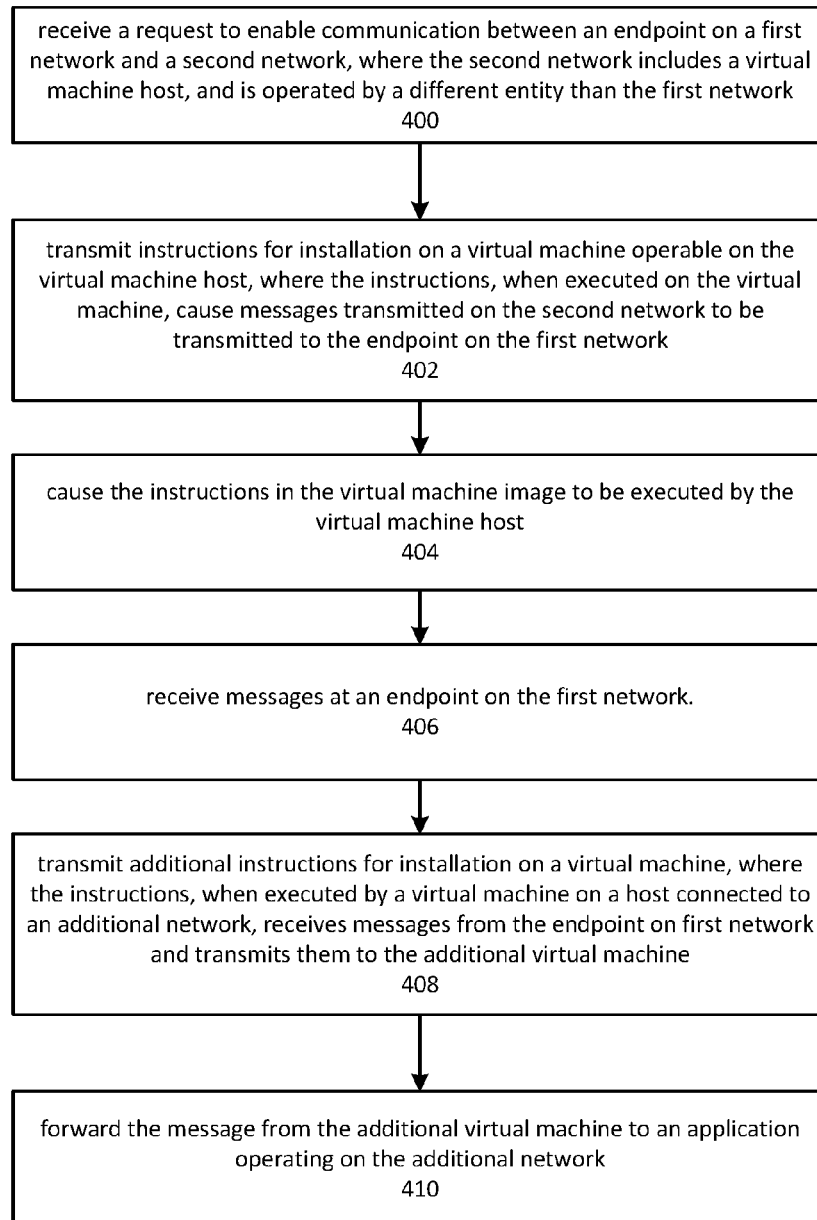 receive a request to enable communication between an endpoint on a first
network and a second network, where the second network includes a virtual
machine host, and is operated by a different entity than the first network
400
transmit instructions for installation on a virtual machine operable on the
virtual machine host, where the instructions, when executed on the virtual
machine, cause messages transmitted on the second network to be
transmitted to the endpoint on the first network
402
cause the instructions in the virtual machine image to be executed by the
virtual machine host
404
receive messages at an endpoint on the first network.
406
transmit additional instructions for installation on a virtual machine, where
the instructions, when executed by a virtual machine on a host connected to
an additional network, receives messages from the endpoint on first network
and transmits them to the additional virtual machine
408
forward the message from the additional virtual machine to an application
operating on the additional network
410